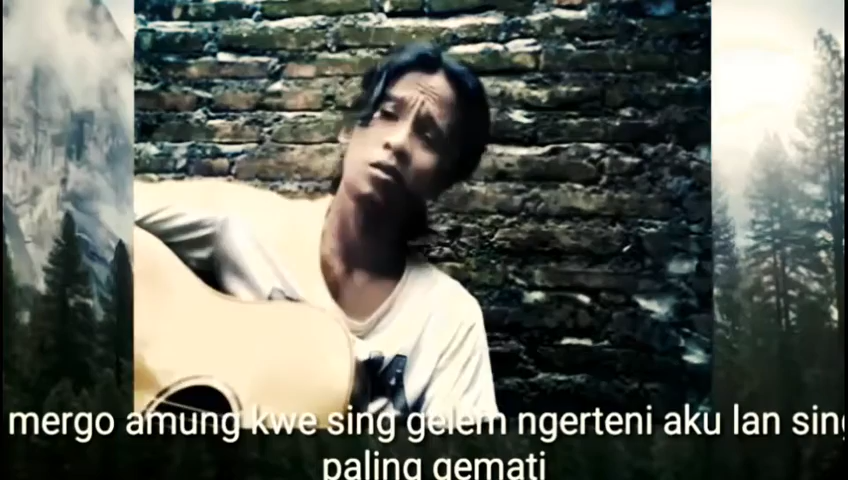 mergo amung kwe sing gelem ngerteni aku lan sing
paling gemati